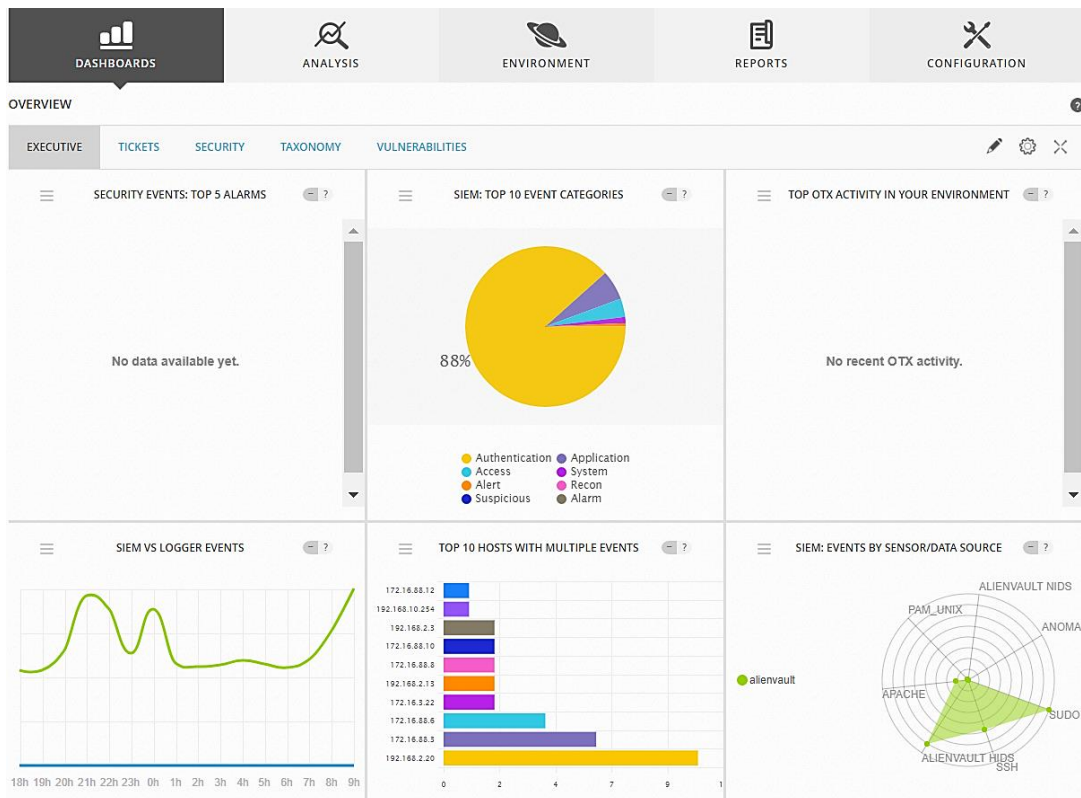 DASHBOARDS ANALYSIS ENVIRONMENT REPORTS CONFIGURATION
OVERVIEW ?
EXECUTIVE TICKETS SECURITY TAXONOMY VULNERABILITIES
SECURITY EVENTS: TOP 5 ALARMS - ?
No data available yet.
SIEM: TOP 10 EVENT CATEGORIES - ?
88%
Authentication Application
Access System
Alert Recon
Suspicious Alarm
TOP OTX ACTIVITY IN YOUR ENVIRONMENT - ?
No recent OTX activity.
SIEM VS LOGGER EVENTS - ?
18h 19h 20h 21h 22h 23h 0h 1h 2h 3h 4h 5h 6h 7h 8h 9h
TOP 10 HOSTS WITH MULTIPLE EVENTS - ?
172.16.88.12
192.168.10.254
192.168.2.3
172.16.88.10
172.16.88.8
192.168.2.13
172.16.3.22
172.16.88.6
172.16.88.3
192.168.2.20
0 2 4 7 9 1
SIEM: EVENTS BY SENSOR/DATA SOURCE - ?
alienvault
ALIENVAULT NIDS
PAM_UNIX
ANOMA
APACHE
SUDO
ALIENVAULT HIDS
SSH